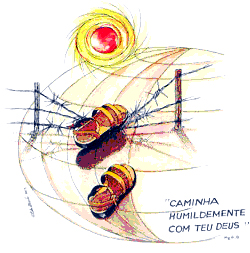 "CAMINHA
HUMILDEMENTE
COM TEU DEUS"